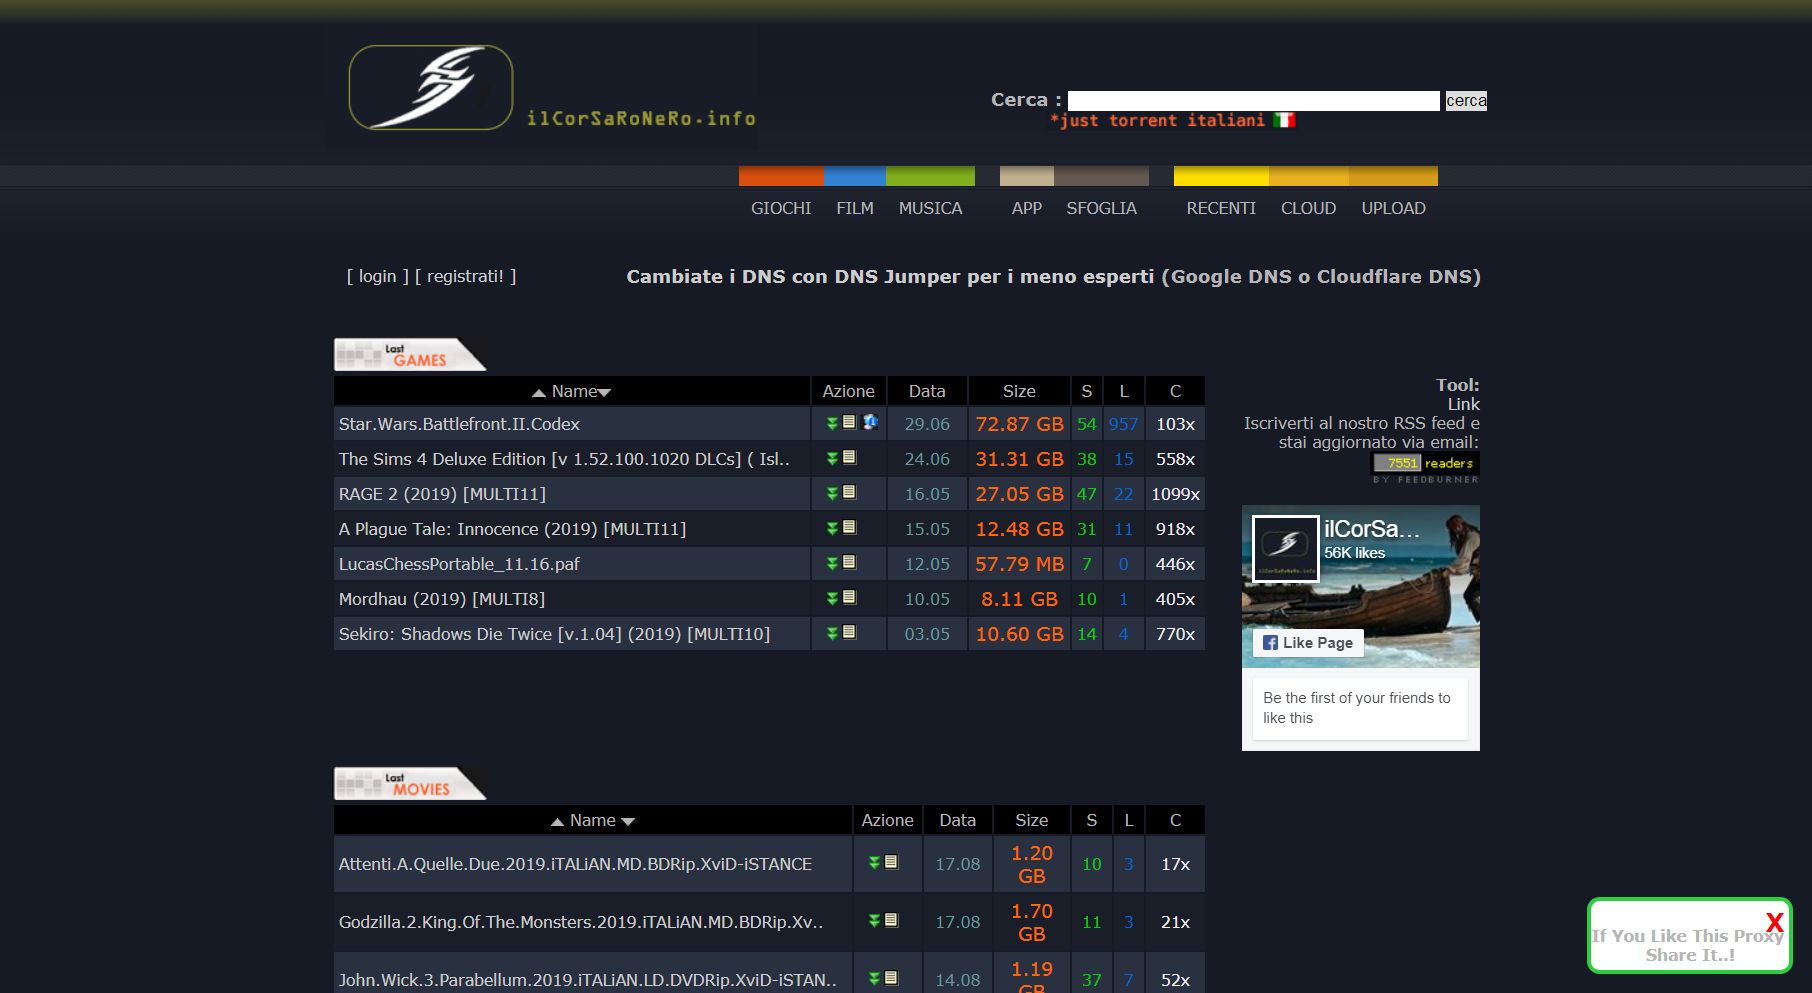 ilCorSaRoNeRo.info
Cerca : cerca
*just torrent italiani
GIOCHI FILM MUSICA APP SFOGLIA RECENTI CLOUD UPLOAD
[ login ] [ registrati! ] Cambiate i DNS con DNS Jumper per i meno esperti (Google DNS o Cloudflare DNS)
Last
GAMES
Name Azione Data Size S L C
Star.Wars.Battlefront.II.Codex 29.06 72.87 GB 54 957 103x
The Sims 4 Deluxe Edition [v 1.52.100.1020 DLCs] ( Isl.. 24.06 31.31 GB 38 15 558x
RAGE 2 (2019) [MULTI11] 16.05 27.05 GB 47 22 1099x
A Plague Tale: Innocence (2019) [MULTI11] 15.05 12.48 GB 31 11 918x
LucasChessPortable_11.16.paf 12.05 57.79 MB 7 0 446x
Mordhau (2019) [MULTI8] 10.05 8.11 GB 10 1 405x
Sekiro: Shadows Die Twice [v.1.04] (2019) [MULTI10] 03.05 10.60 GB 14 4 770x
Tool:
Link
Iscriverti al nostro RSS feed e
stai aggiornato via email:
7551 readers
BY FEEDBURNER
ilCorSa...
56K likes
ilCorSaRoNeRo.info
Like Page
Be the first of your friends to
like this
Last
MOVIES
Name Azione Data Size S L C
Attenti.A.Quelle.Due.2019.iTALiAN.MD.BDRip.XviD-iSTANCE 17.08 1.20 GB 10 3 17x
Godzilla.2.King.Of.The.Monsters.2019.iTALiAN.MD.BDRip.Xv.. 17.08 1.70 GB 11 3 21x
John.Wick.3.Parabellum.2019.iTALiAN.LD.DVDRip.XviD-iSTAN.. 14.08 1.19 GB 37 7 52x
X
If You Like This Proxy
Share It..!